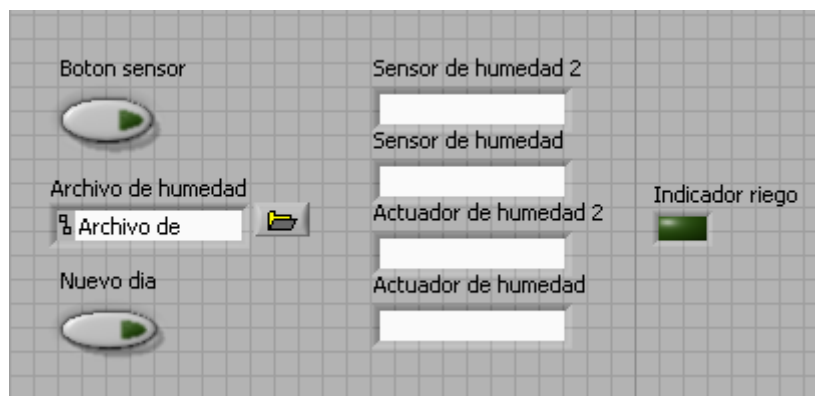 Boton sensor
Archivo de humedad
Archivo de
Nuevo dia
Sensor de humedad 2
Sensor de humedad
Actuador de humedad 2
Actuador de humedad
Indicador riego